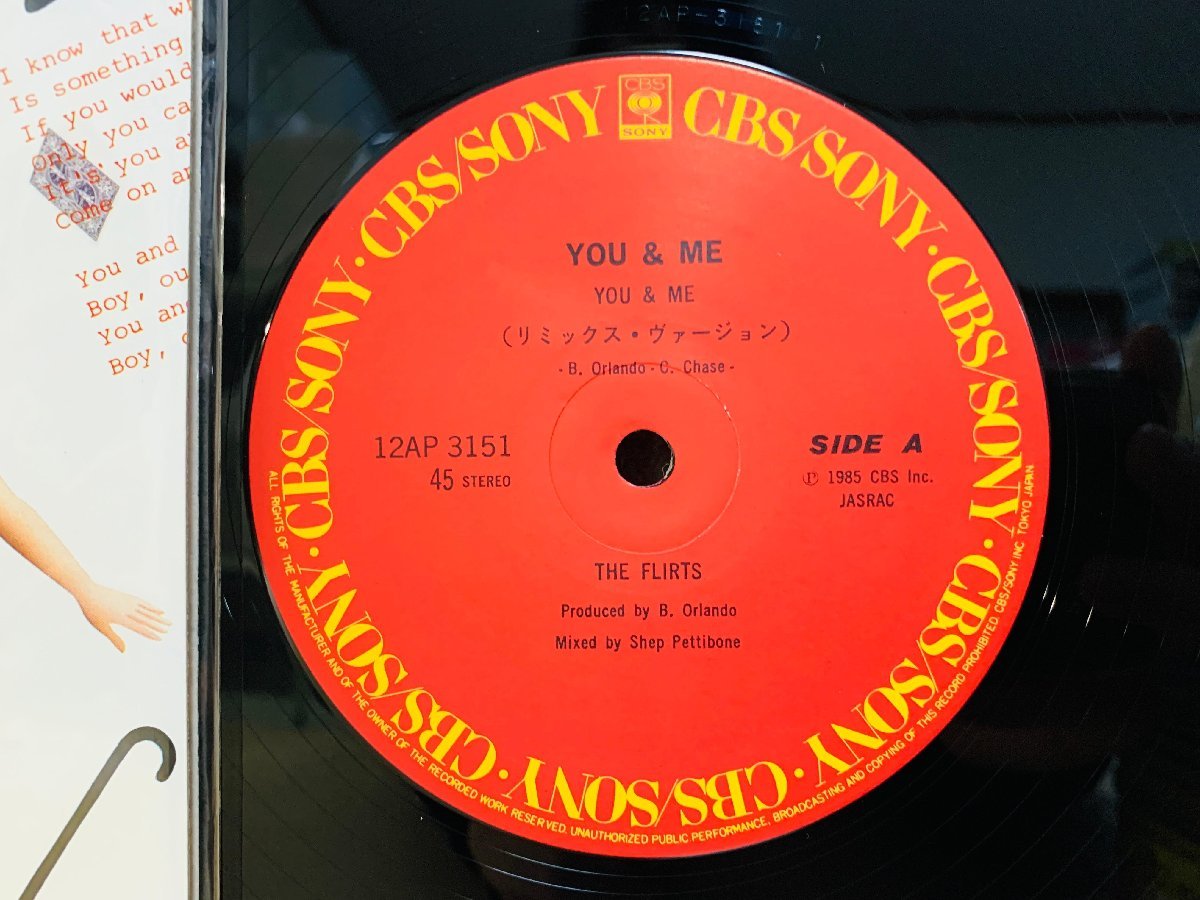 I know that
Is something
If you would
only you
It's you
Come on
You and
Boy,
You
Boy,
12AP-3151
CBS
SONY
CBS/SONY · CBS/SONY · CBS/SONY · CBS/SONY · CBS/SONY · CBS/SONY · CBS/SONY · CBS/SONY · CBS/SONY
YOU & ME
YOU & ME
(リミックス・ヴァージョン)
- B. Orlando - C. Chase -
12AP 3151
45 STEREO
SIDE A
Ⓟ 1985 CBS Inc.
JASRAC
THE FLIRTS
Produced by B. Orlando
Mixed by Shep Pettibone
ALL RIGHTS OF THE MANUFACTURER AND OF THE OWNER OF THE RECORDED WORK RESERVED. UNAUTHORIZED PUBLIC PERFORMANCE, BROADCASTING AND COPYING OF THIS RECORD PROHIBITED CBS/SONY INC. TOKYO JAPAN.